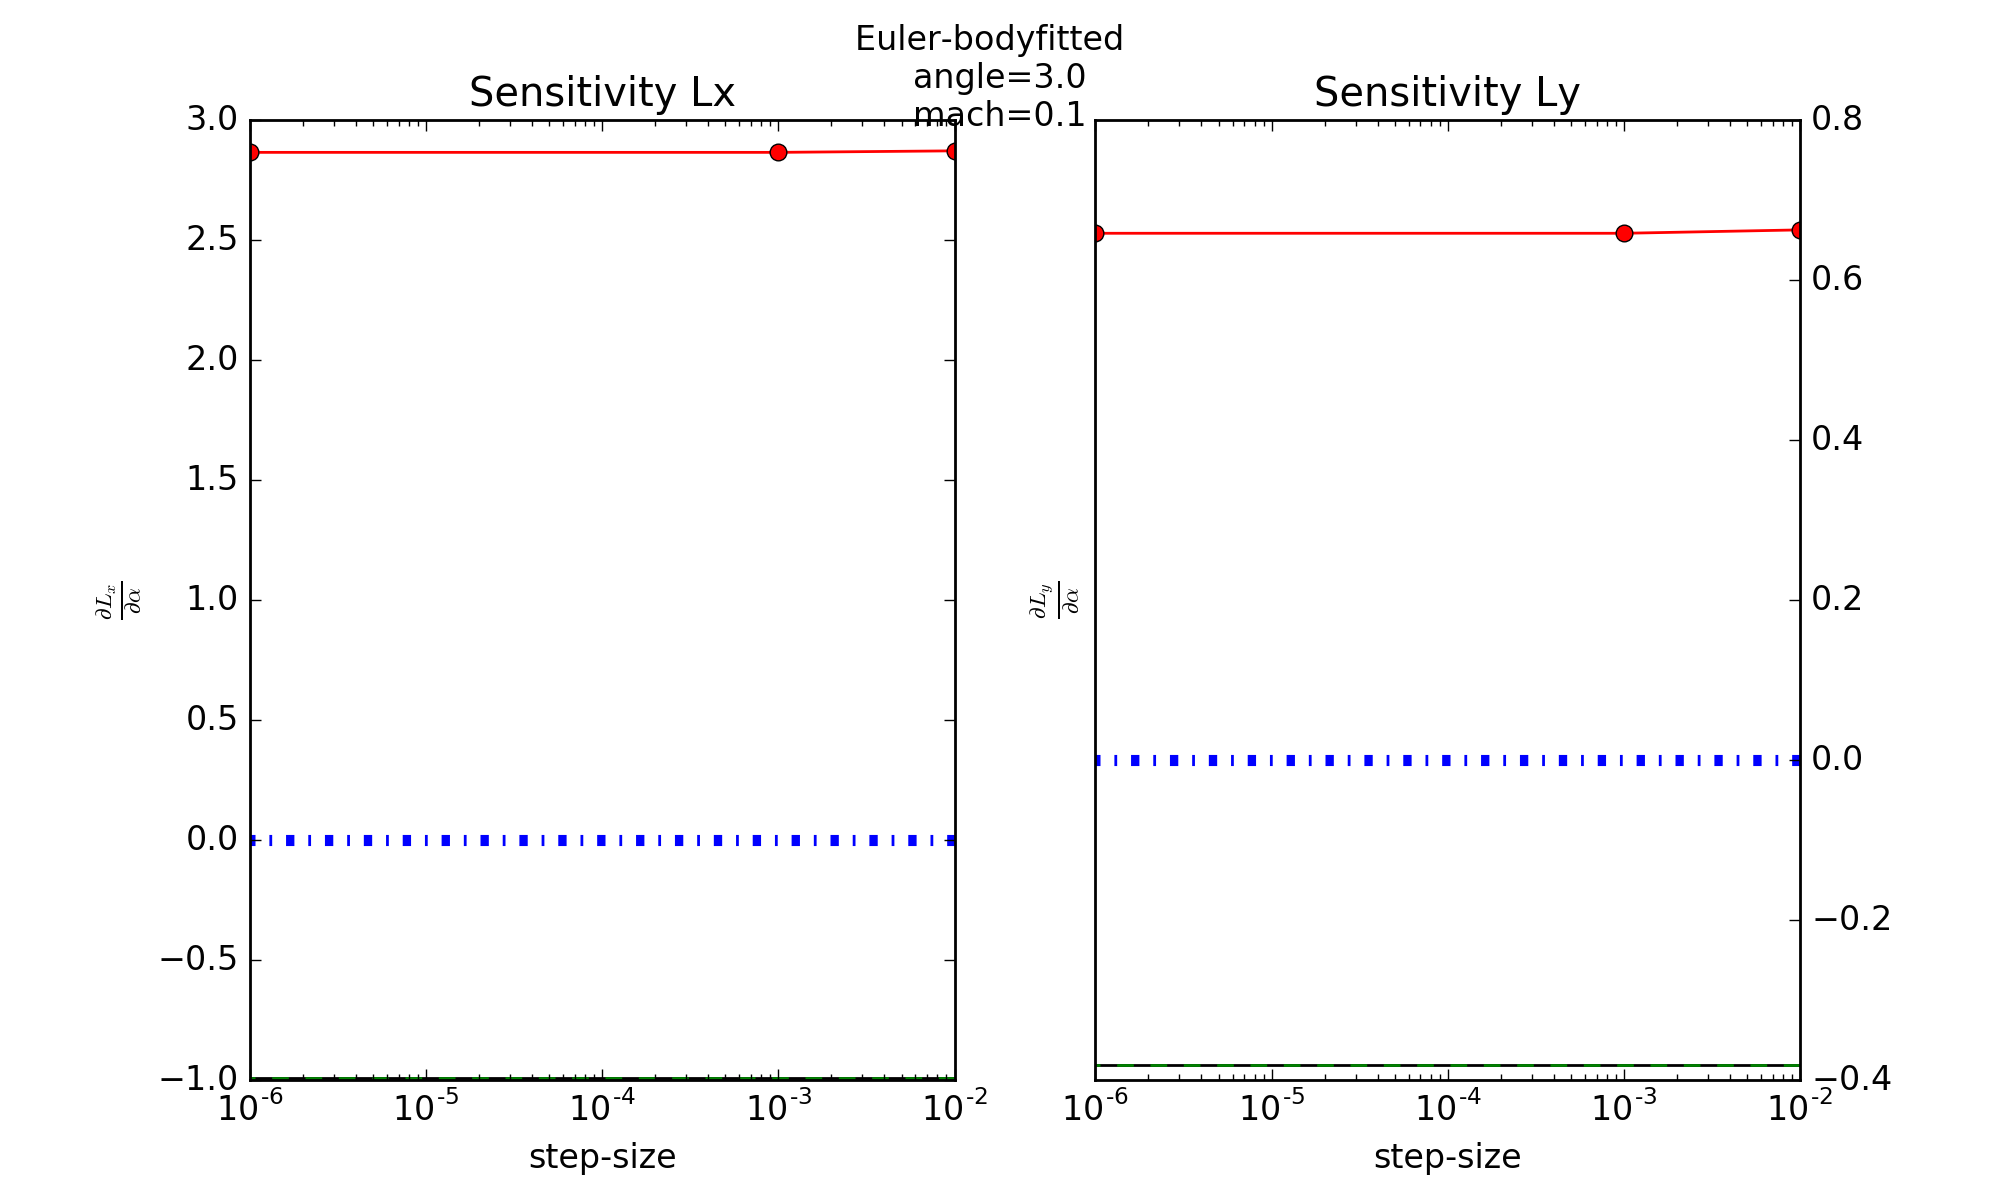 Euler-bodyfitted
angle=3.0
mach=0.1
Sensitivity Lx
3.0
2.5
2.0
1.5
1.0
0.5
0.0
−0.5
−1.0
∂Lx/∂α
10-6 10-5 10-4 10-3 10-2
step-size
Sensitivity Ly
∂Ly/∂α
0.8
0.6
0.4
0.2
0.0
−0.2
−0.4
10-6 10-5 10-4 10-3 10-2
step-size